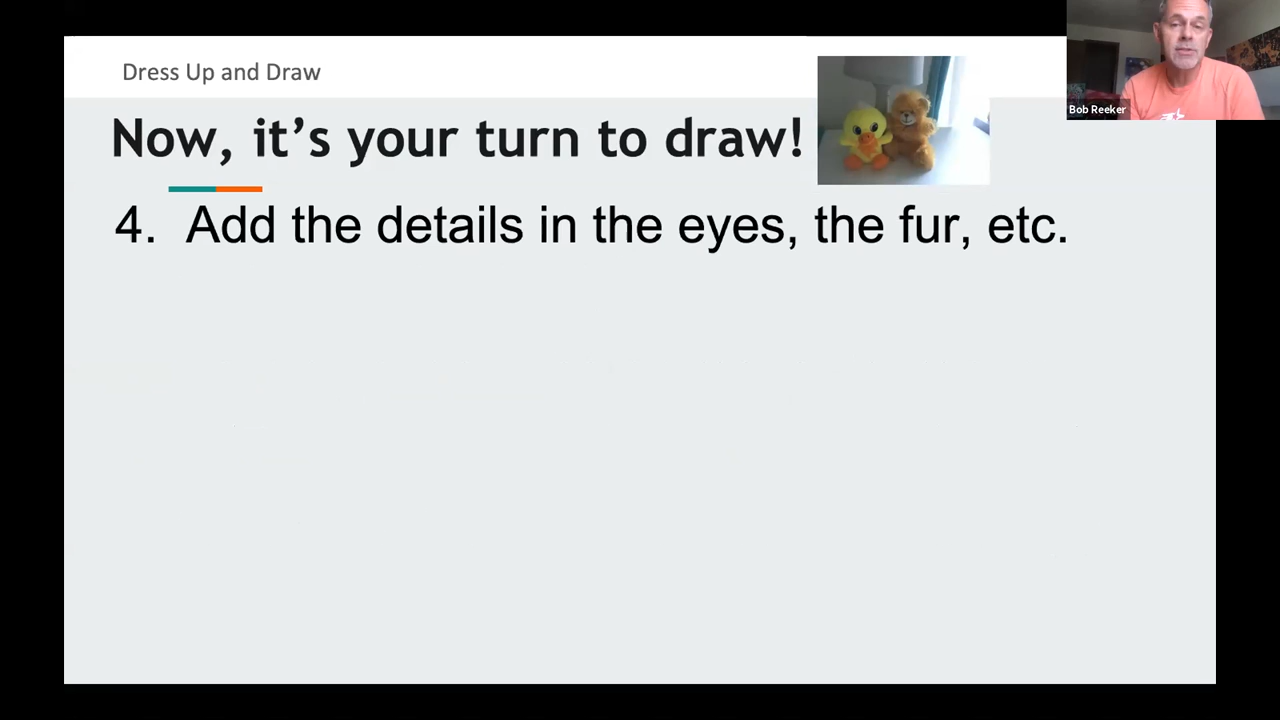 Dress Up and Draw
Bob Reeker
Now, it’s your turn to draw!
4. Add the details in the eyes, the fur, etc.